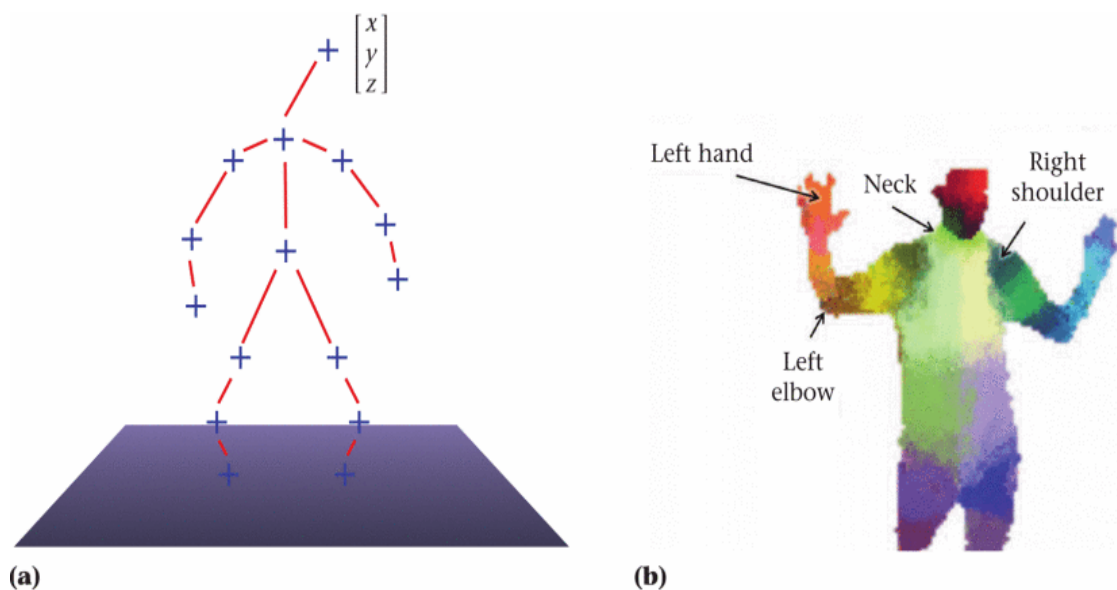 x
y
z
Left hand
Neck
Right
shoulder
Left
elbow
(a)
(b)